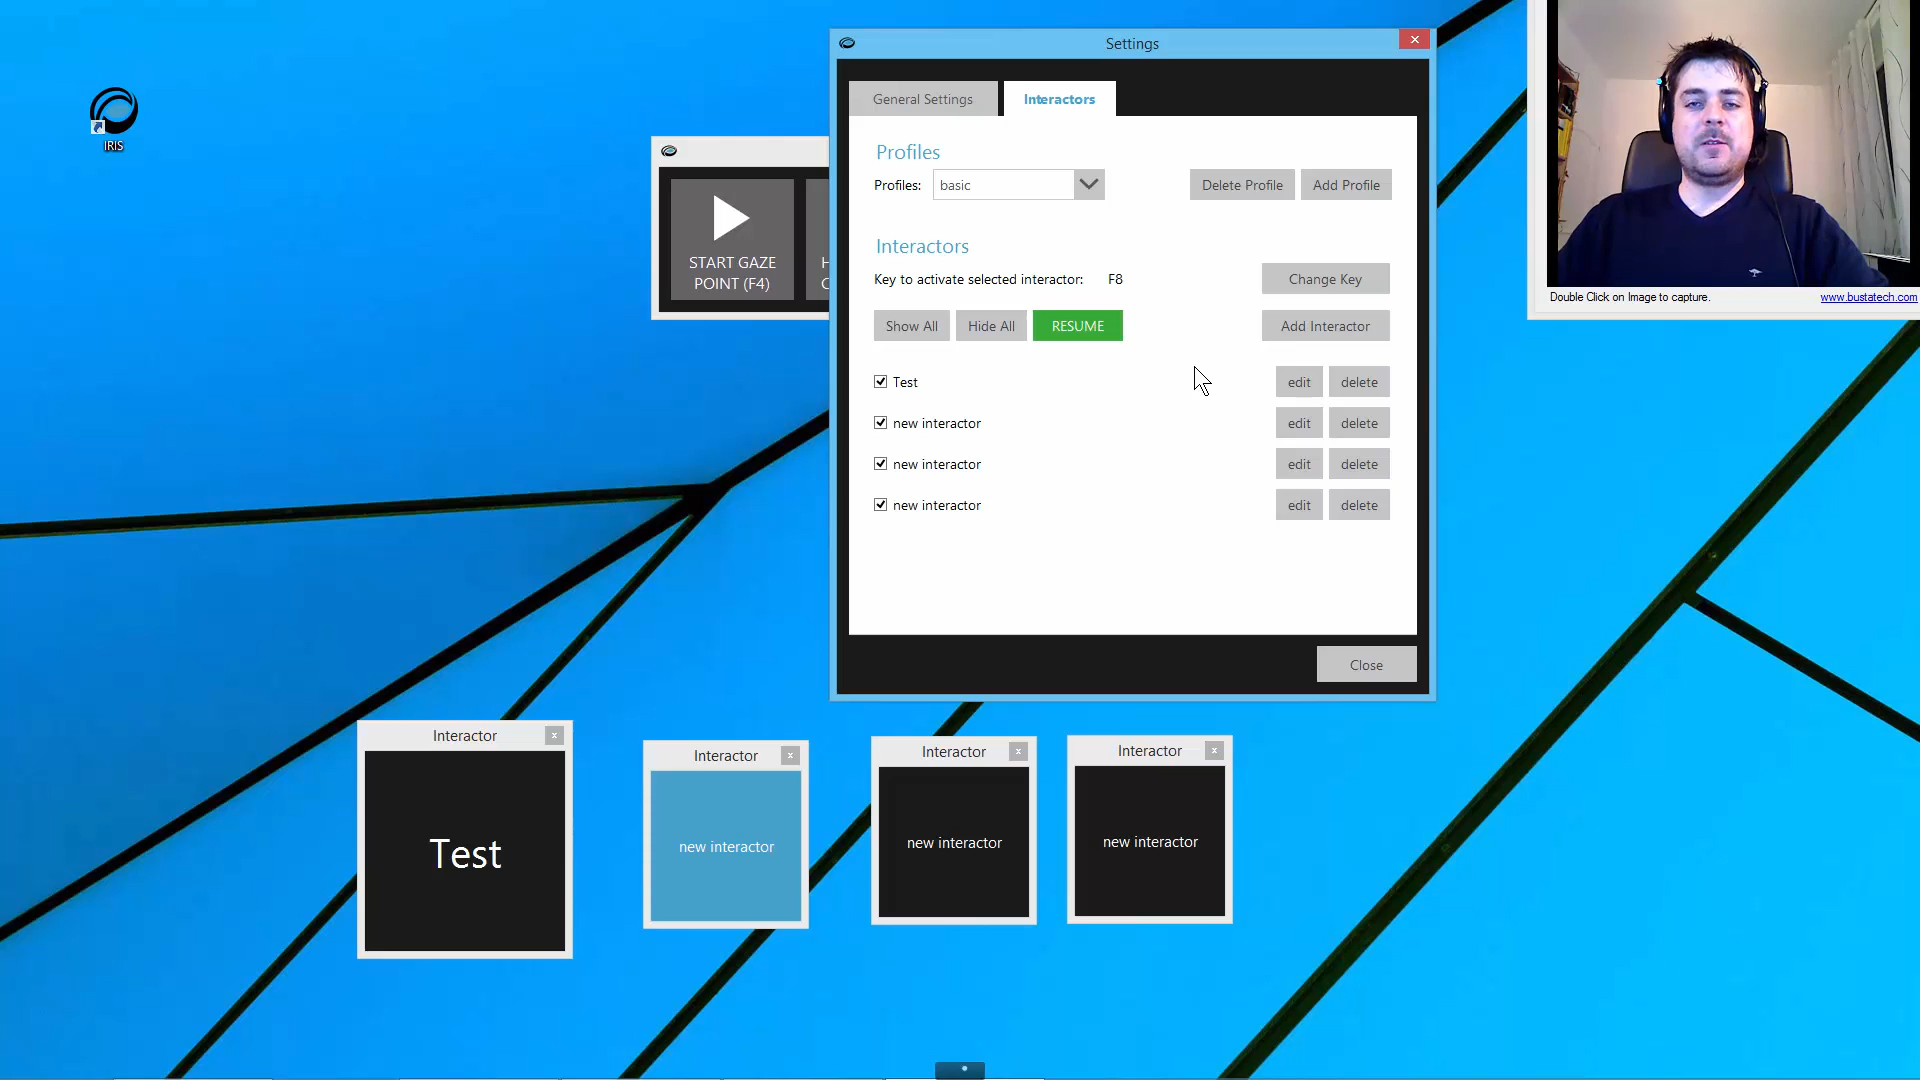 IRIS
START GAZE
POINT (F4)
H
C
Settings
x
General Settings
Interactors
Profiles
Profiles:
basic
Delete Profile
Add Profile
Interactors
Key to activate selected interactor:
F8
Change Key
Show All
Hide All
RESUME
Add Interactor
Test
edit
delete
new interactor
edit
delete
new interactor
edit
delete
new interactor
edit
delete
Close
Double Click on Image to capture.
www.bustatech.com
Interactor
x
Test
Interactor
x
new interactor
Interactor
x
new interactor
Interactor
x
new interactor